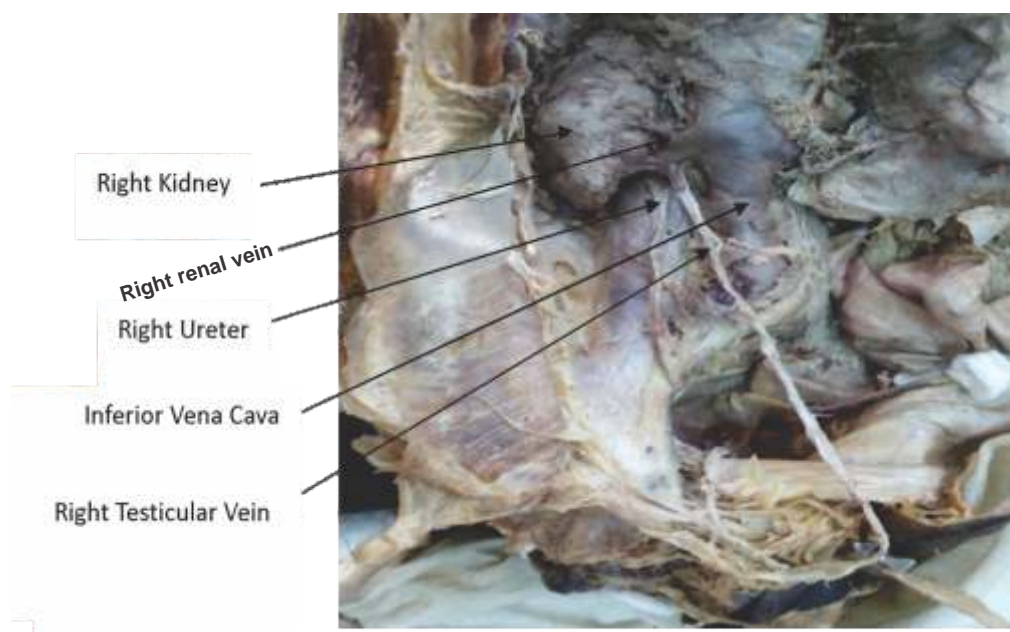 Right Kidney
Right renal vein
Right Ureter
Inferior Vena Cava
Right Testicular Vein